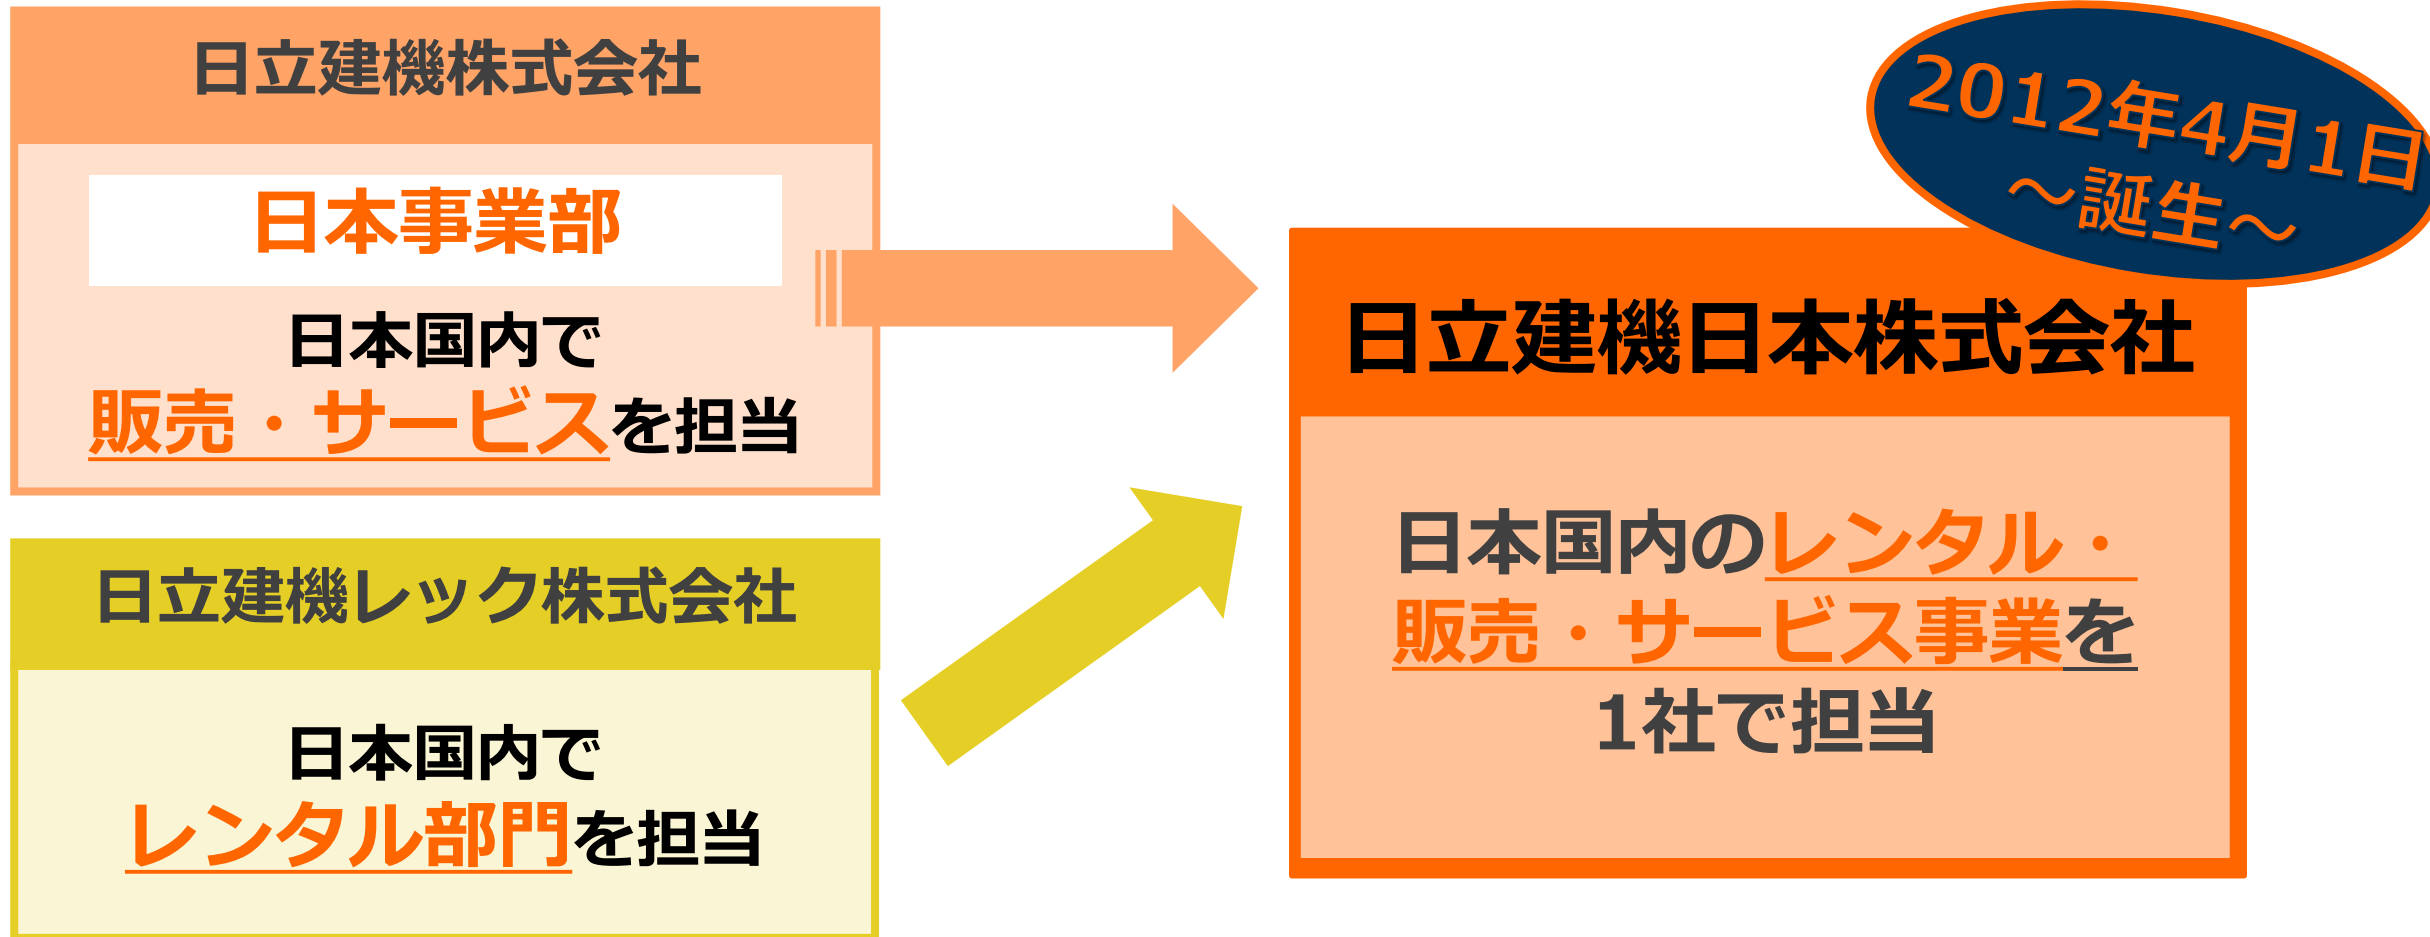 日立建機株式会社
日本事業部
日本国内で
販売・サービスを担当
日立建機レック株式会社
日本国内で
レンタル部門を担当
2012年4月1日
～誕生～
日立建機日本株式会社
日本国内のレンタル・
販売・サービス事業を
1社で担当